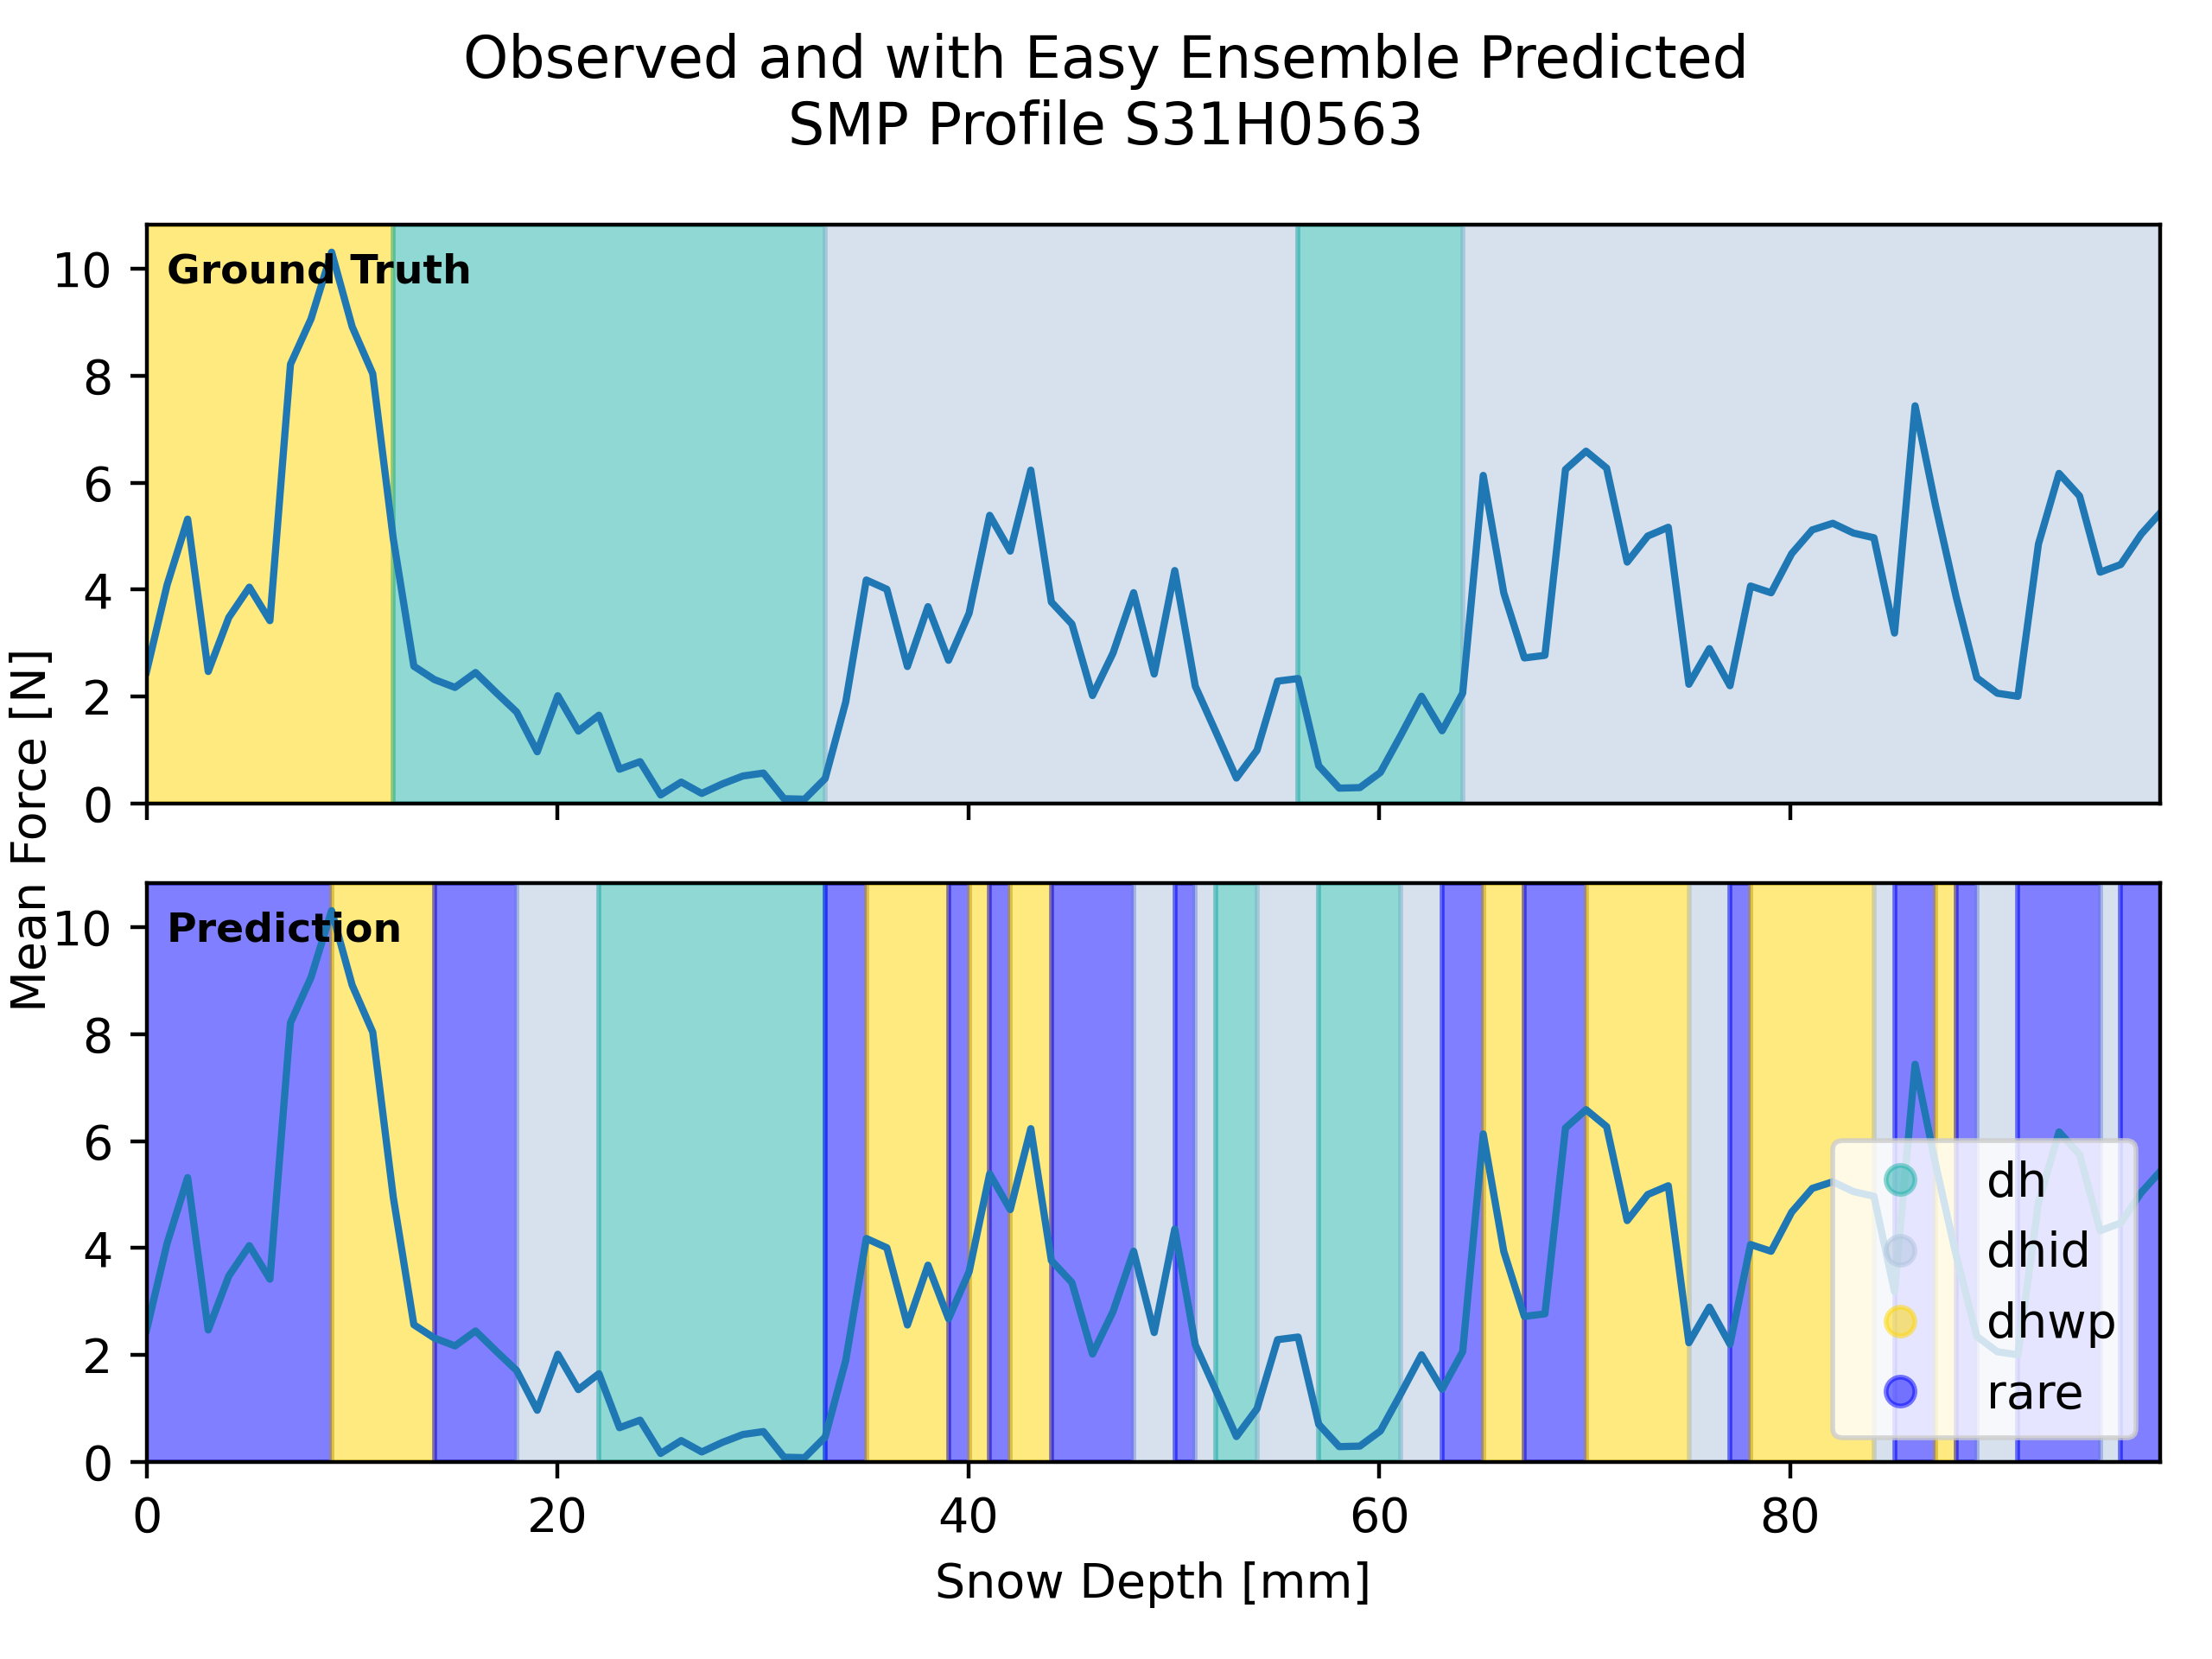 Observed and with Easy Ensemble Predicted
SMP Profile S31H0563
Mean Force [N]
Ground Truth
10
8
6
4
2
0
Prediction
10
8
6
4
2
0
dh
dhid
dhwp
rare
0 20 40 60 80
Snow Depth [mm]